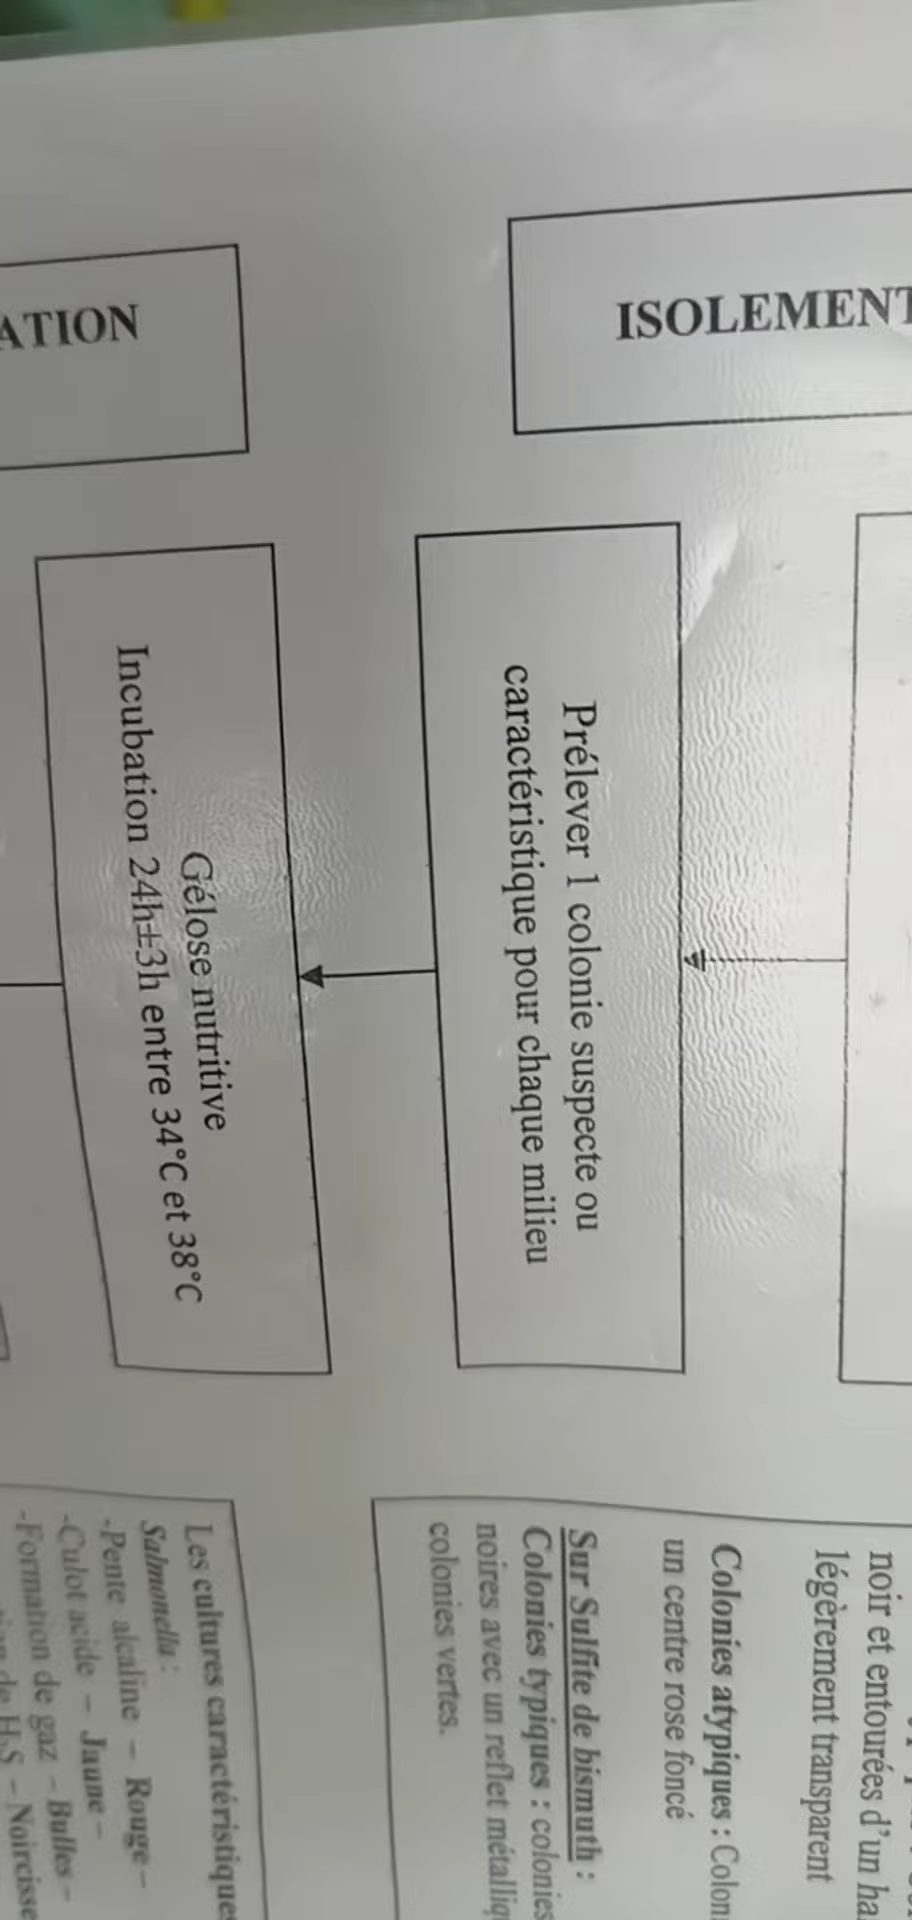 ISOLEMENT
noir et entourées d'un
légèrement transparent
Colonies atypiques :
un centre rose foncé
Prélever 1 colonie suspecte ou
caractéristique pour chaque milieu
Sur Sulfite de bismuth :
Colonies typiques : colonies
noires avec un reflet
colonies vertes.
ATION
Gélose nutritive
Incubation 24h±3h entre 34°C et 38°C
Les cultures caractéristiques
Salmonella :
-Pente alcaline – Rouge –
-Culot acide – Jaune –
-Formation de gaz – Bulles –
de H₂S –